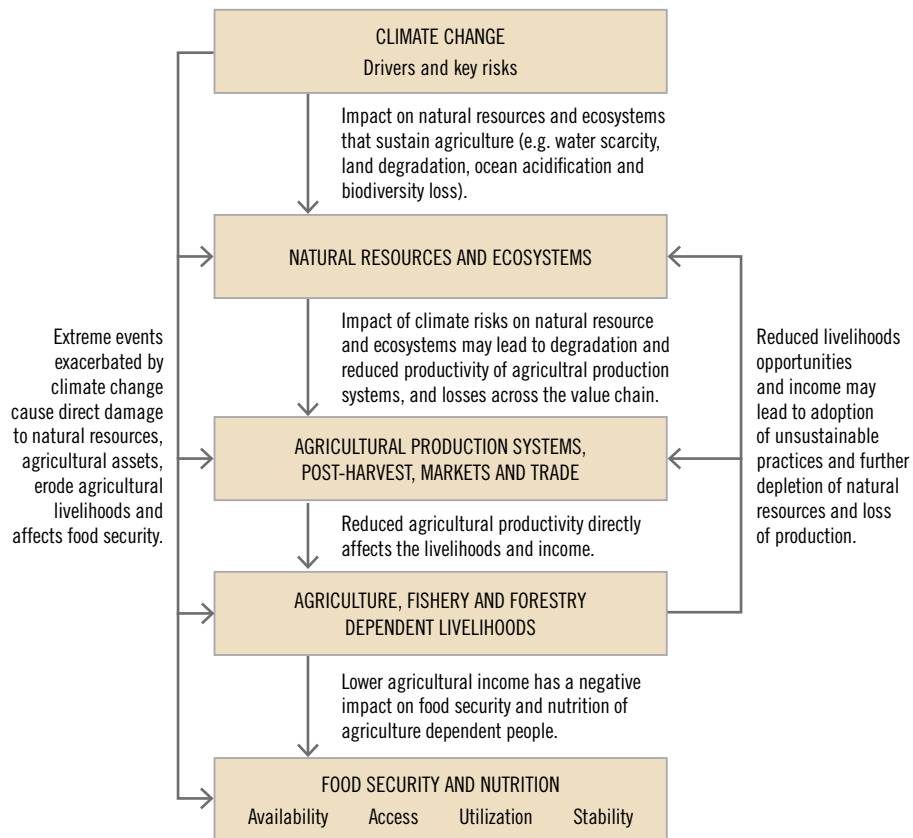 CLIMATE CHANGE
Drivers and key risks
Impact on natural resources and ecosystems
that sustain agriculture (e.g. water scarcity,
land degradation, ocean acidification and
biodiversity loss).
NATURAL RESOURCES AND ECOSYSTEMS
Extreme events
exacerbated by
climate change
cause direct damage
to natural resources,
agricultural assets,
erode agricultural
livelihoods and
affects food security.
Impact of climate risks on natural resource
and ecosystems may lead to degradation and
reduced productivity of agricultral production
systems, and losses across the value chain.
Reduced livelihoods
opportunities
and income may
lead to adoption
of unsustainable
practices and further
depletion of natural
resources and loss
of production.
AGRICULTURAL PRODUCTION SYSTEMS,
POST-HARVEST, MARKETS AND TRADE
Reduced agricultural productivity directly
affects the livelihoods and income.
AGRICULTURE, FISHERY AND FORESTRY
DEPENDENT LIVELIHOODS
Lower agricultural income has a negative
impact on food security and nutrition of
agriculture dependent people.
FOOD SECURITY AND NUTRITION
Availability Access Utilization Stability